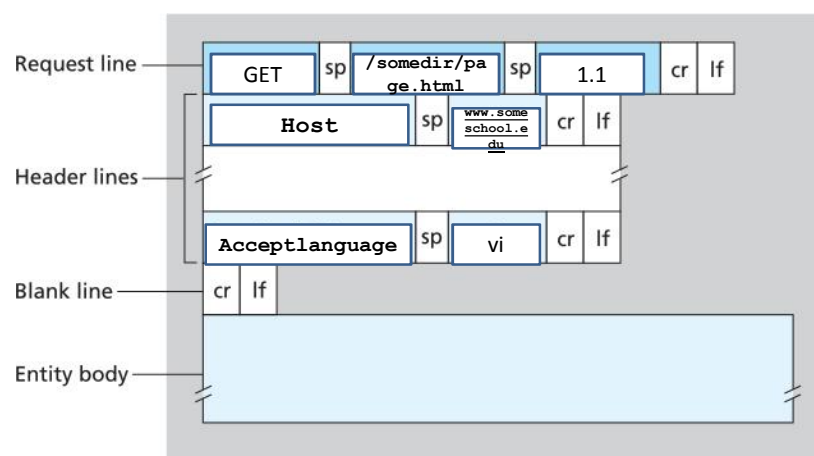 Request line GET sp /somedir/pa sp 1.1 cr lf
ge.html
Host sp www.some cr lf
school.e
du
Header lines
Acceptlanguage sp vi cr lf
Blank line cr lf
Entity body